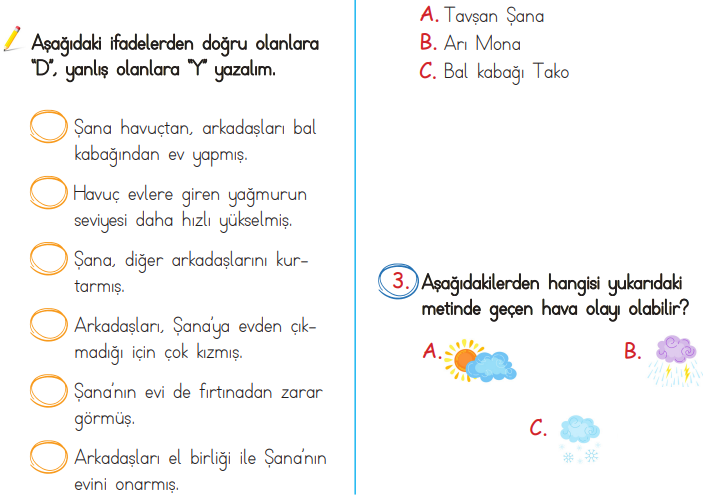 Aşağıdaki ifadelerden doğru olanlara
"D", yanlış olanlara "Y" yazalım.
Şana havuçtan, arkadaşları bal
kabağından ev yapmış.
Havuç evlere giren yağmurun
seviyesi daha hızlı yükselmiş.
Şana, diğer arkadaşlarını kur-
tarmış.
Arkadaşları, Şana'ya evden çık-
madığı için çok kızmış.
Şana'nın evi de fırtınadan zarar
görmüş.
Arkadaşları el birliği ile Şana'nın
evini onarmış.
A. Tavşan Şana
B. Arı Mona
C. Bal kabağı Tako
3. Aşağıdakilerden hangisi yukarıdaki
metinde geçen hava olayı olabilir?
A.
B.
C.